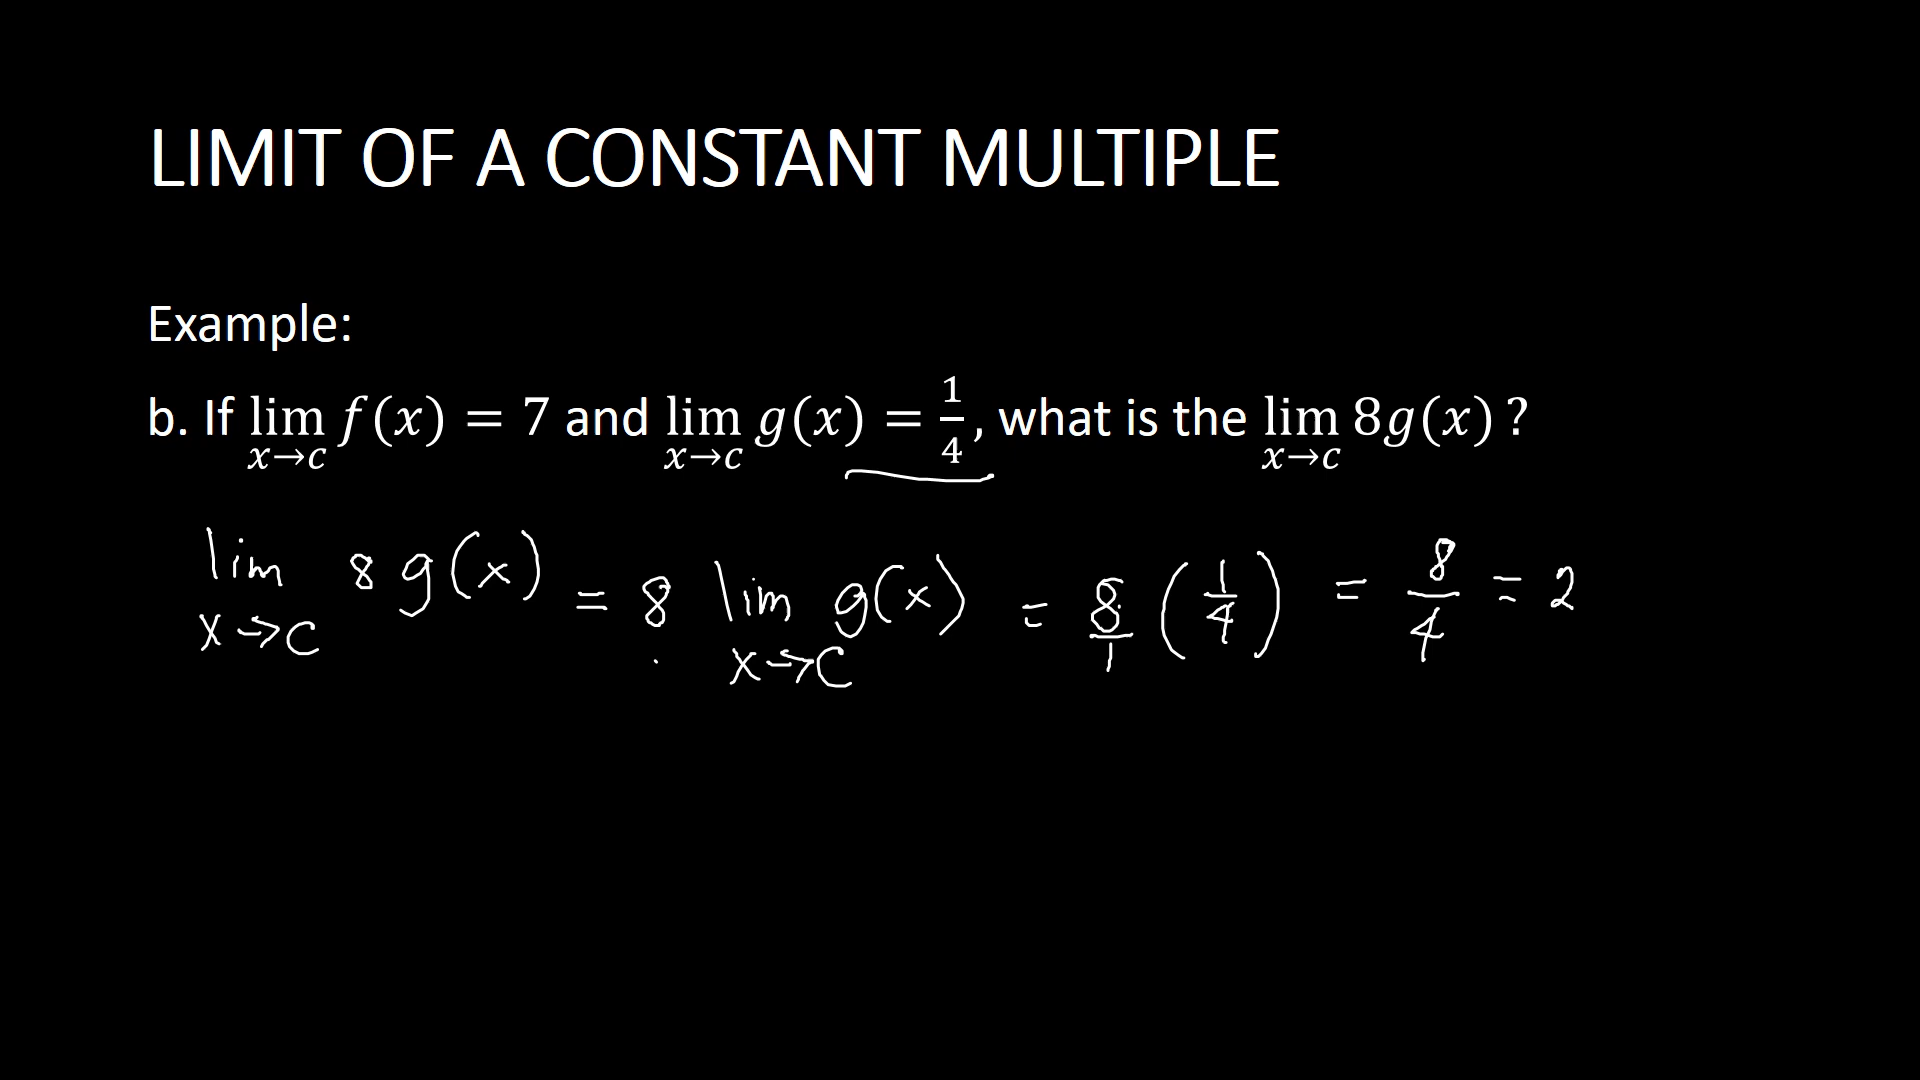 LIMIT OF A CONSTANT MULTIPLE
Example:
b. If lim_{x→c} f(x) = 7 and lim_{x→c} g(x) = 1/4, what is the lim_{x→c} 8g(x) ?
lim_{x→c} 8 g(x) = 8 lim_{x→c} g(x) = 8/1 (1/4) = 8/4 = 2